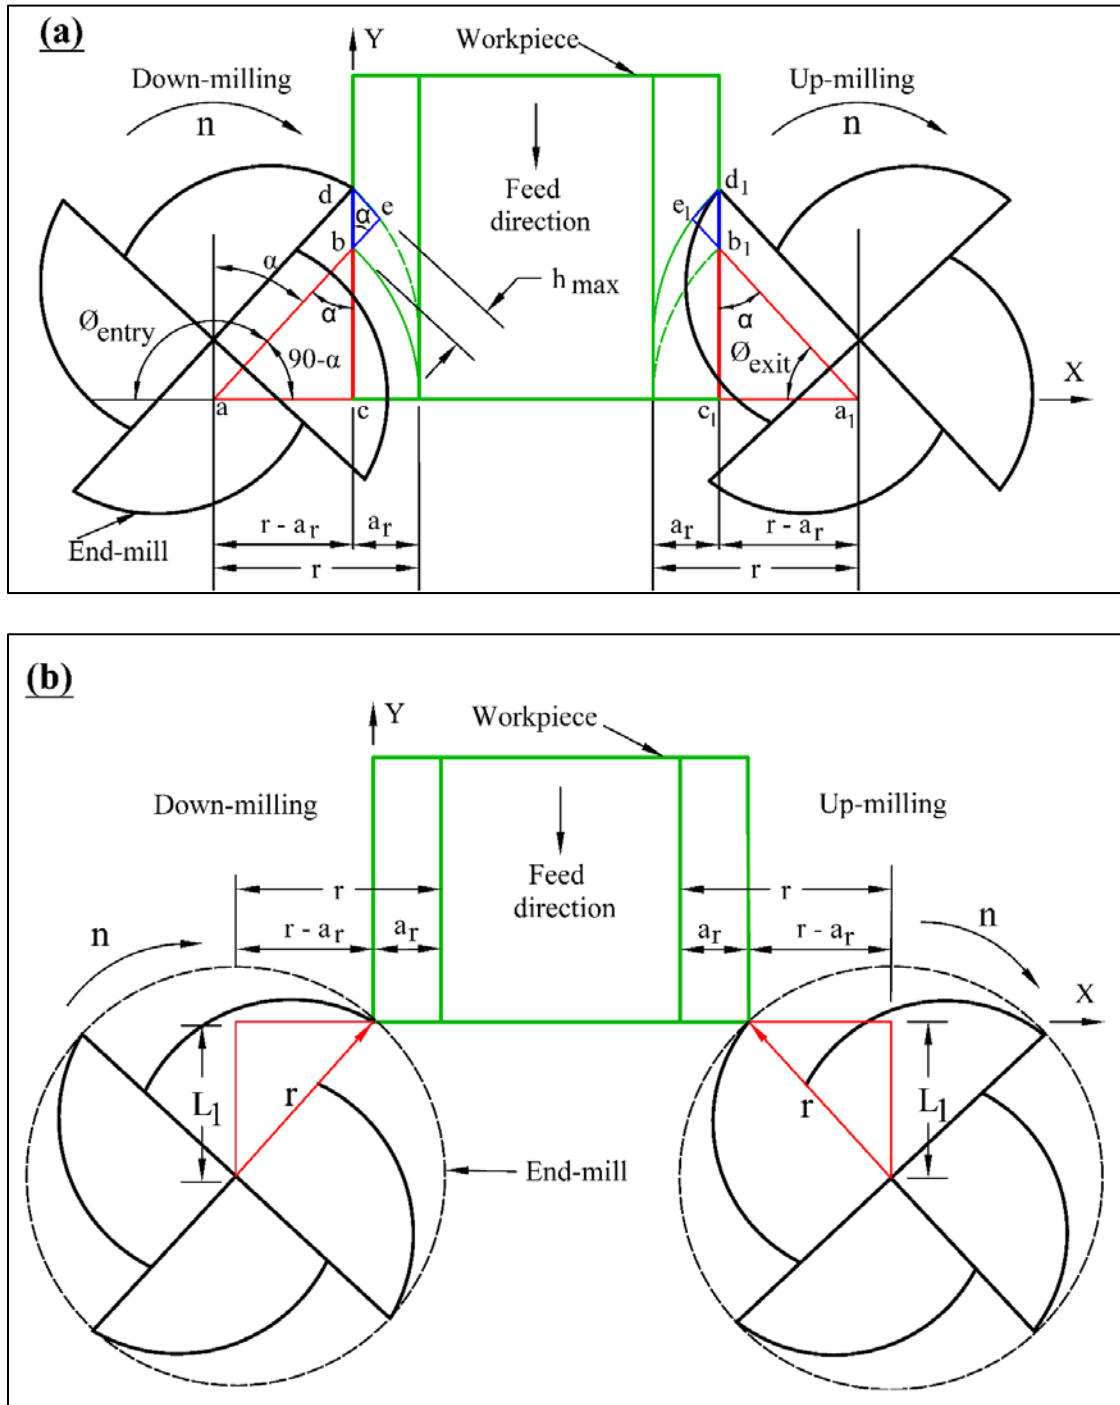 (a)
Y
Workpiece
Down-milling
Up-milling
n
n
Feed
direction
d
e
α
b
α
α
h max
Øentry
90-α
a
c
d1
e1
b1
α
Øexit
X
c1
a1
r - ar
ar
r
ar
r - ar
r
End-mill
(b)
Y
Workpiece
Down-milling
Up-milling
Feed
direction
r
r
n
r - ar
ar
ar
r - ar
n
X
L1
r
r
L1
End-mill